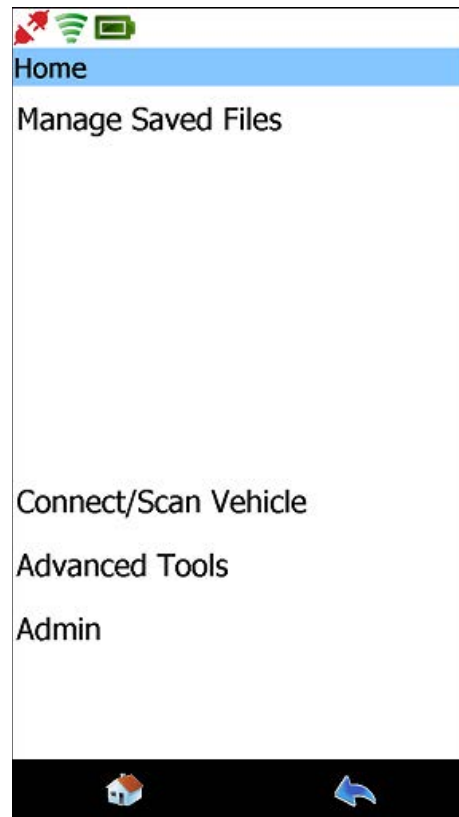 Home
Manage Saved Files
Connect/Scan Vehicle
Advanced Tools
Admin